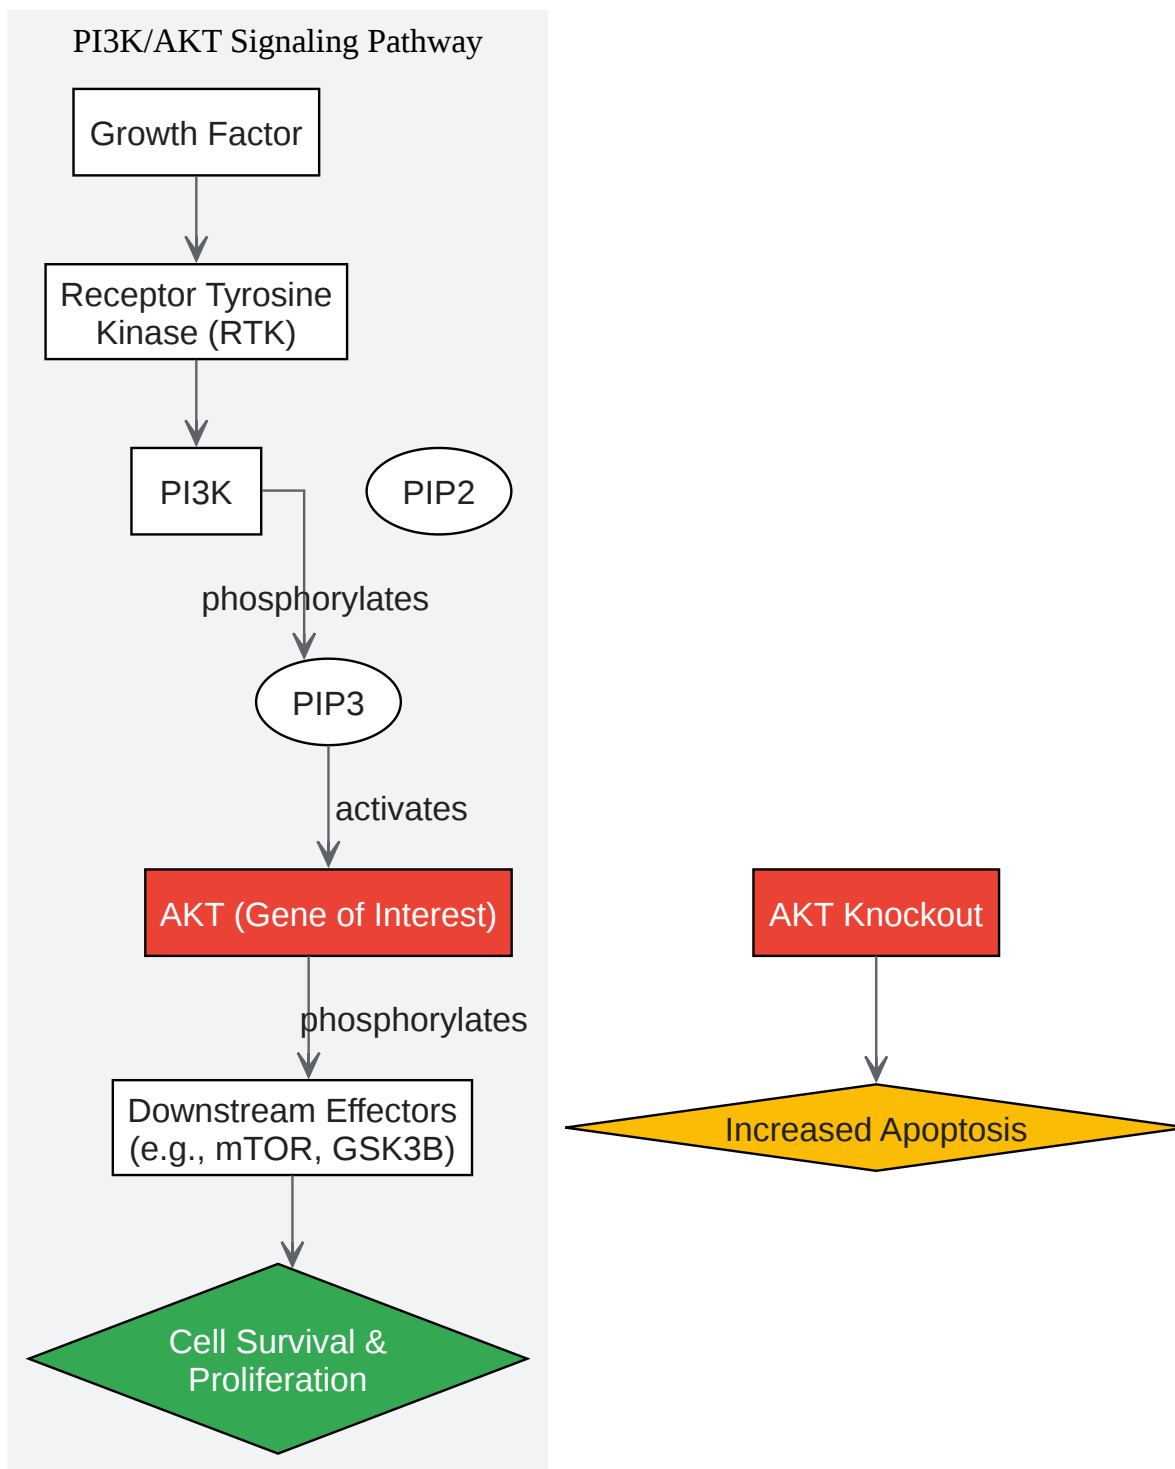 PI3K/AKT Signaling Pathway
Growth Factor
Receptor Tyrosine
Kinase (RTK)
PI3K
PIP2
phosphorylates
PIP3
activates
AKT (Gene of Interest)
AKT Knockout
phosphorylates
Downstream Effectors
(e.g., mTOR, GSK3B)
Increased Apoptosis
Cell Survival &
Proliferation